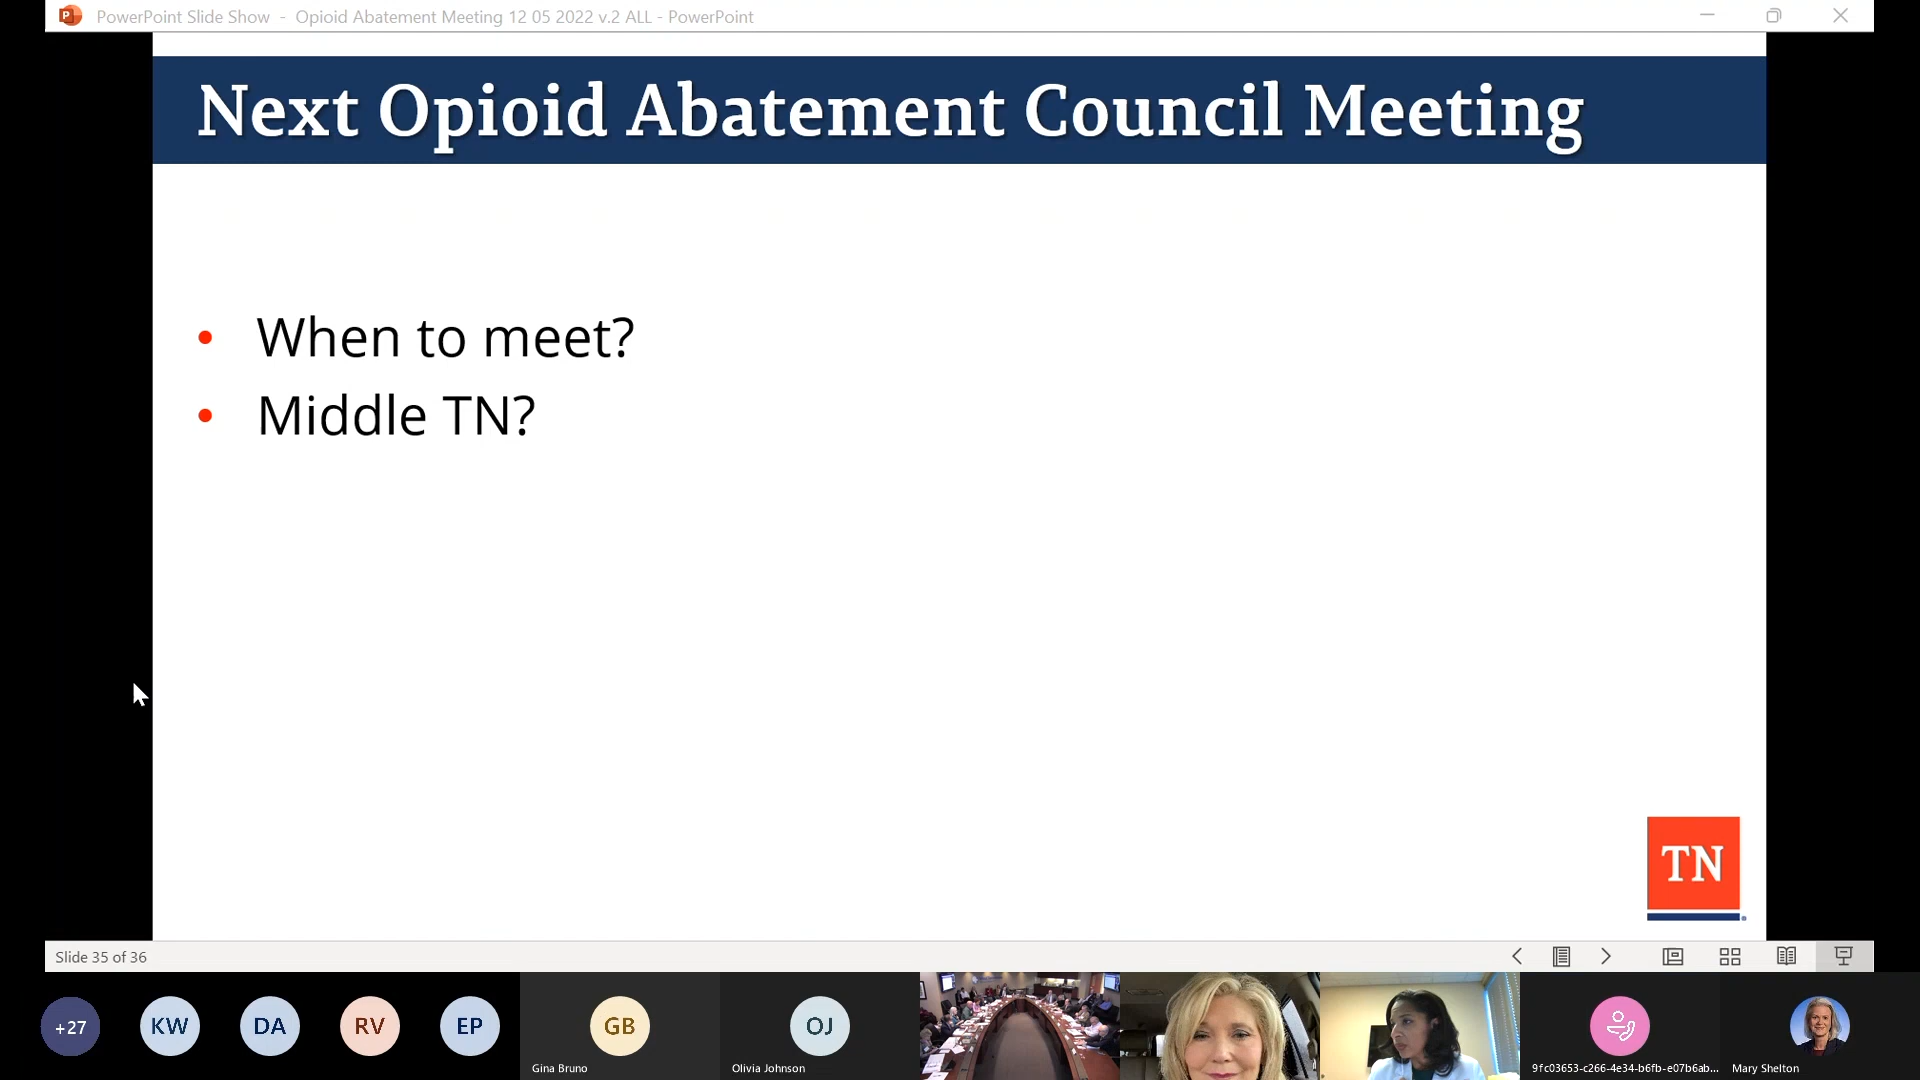 PowerPoint Slide Show - Opioid Abatement Meeting 12 05 2022 v.2 ALL - PowerPoint
Next Opioid Abatement Council Meeting
• When to meet?
• Middle TN?
TN
Slide 35 of 36
+27
KW
DA
RV
EP
GB
OJ
Gina Bruno
Olivia Johnson
9fc03653-c266-4e34-b6fb-e07b6ab...
Mary Shelton